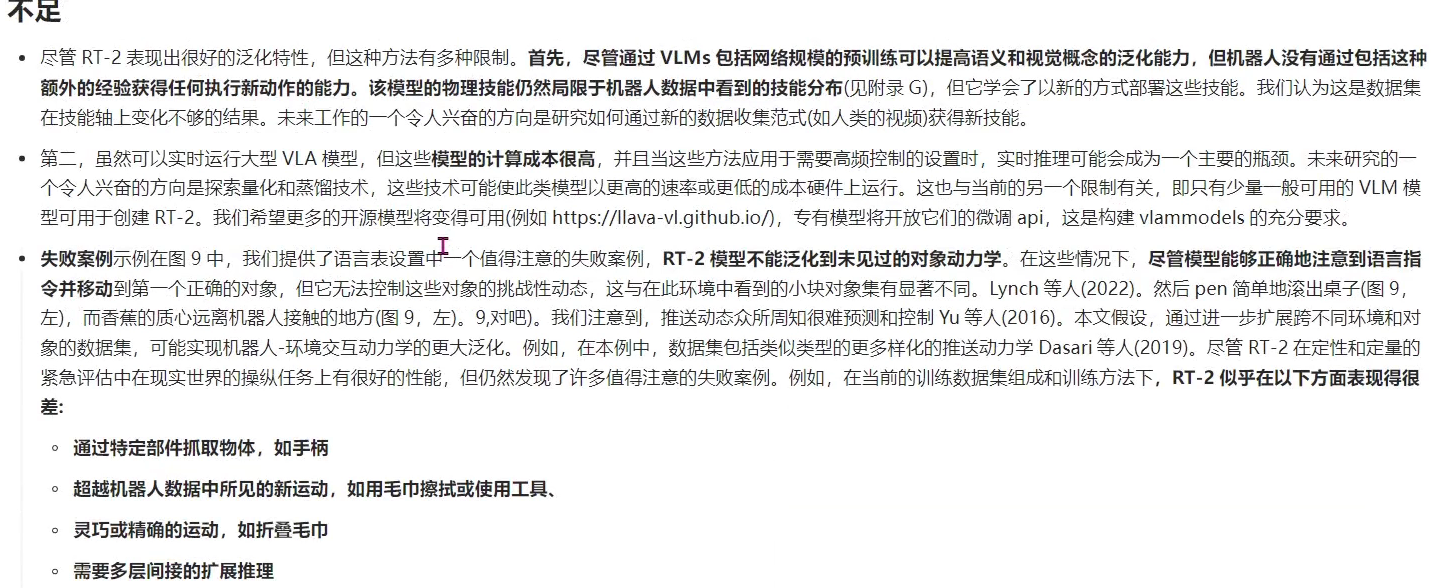 不足
尽管 RT-2 表现出很好的泛化特性，但这种方法有多种限制。首先，尽管通过 VLMs 包括网络规模的预训练可以提高语义和视觉概念的泛化能力，但机器人没有通过包括这种
额外的经验获得任何执行新动作的能力。该模型的物理技能仍然局限于机器人数据中看到的技能分布(见附录 G)，但它学会了以新的方式部署这些技能。我们认为这是数据集
在技能轴上变化不够的结果。未来工作的一个令人兴奋的方向是研究如何通过新的数据收集范式(如人类的视频)获得新技能。
第二，虽然可以实时运行大型 VLA 模型，但这些模型的计算成本很高，并且当这些方法应用于需要高频控制的设置时，实时推理可能会成为一个主要的瓶颈。未来研究的一
个令人兴奋的方向是探索量化和蒸馏技术，这些技术可能使此类模型以更高的速率或更低的成本硬件上运行。这也与当前的另一个限制有关，即只有少量一般可用的 VLM 模
型可用于创建 RT-2。我们希望更多的开源模型将变得可用(例如 https://llava-vl.github.io/)，专有模型将开放它们的微调 api，这是构建 vlammodels 的充分要求。
失败案例示例在图 9 中，我们提供了语言表设置中一个值得注意的失败案例，RT-2 模型不能泛化到未见过的对象动力学。在这些情况下，尽管模型能够正确地注意到语言指
令并移动到第一个正确的对象，但它无法控制这些对象的挑战性动态，这与在此环境中看到的小块对象集有显著不同。Lynch 等人(2022)。然后 pen 简单地滚出桌子(图 9，
左)，而香蕉的质心远离机器人接触的地方(图 9，左)。9,对吧)。我们注意到，推送动态众所周知很难预测和控制 Yu 等人(2016)。本文假设，通过进一步扩展跨不同环境和对
象的数据集，可能实现机器人-环境交互动力学的更大泛化。例如，在本例中，数据集包括类似类型的更多样化的推送动力学 Dasari 等人(2019)。尽管 RT-2 在定性和定量的
紧急评估中在现实世界的操纵任务上有很好的性能，但仍然发现了许多值得注意的失败案例。例如，在当前的训练数据集组成和训练方法下，RT-2 似乎在以下方面表现得很
差:
通过特定部件抓取物体，如手柄
超越机器人数据中所见的新运动，如用毛巾擦拭或使用工具、
灵巧或精确的运动，如折叠毛巾
需要多层间接的扩展推理